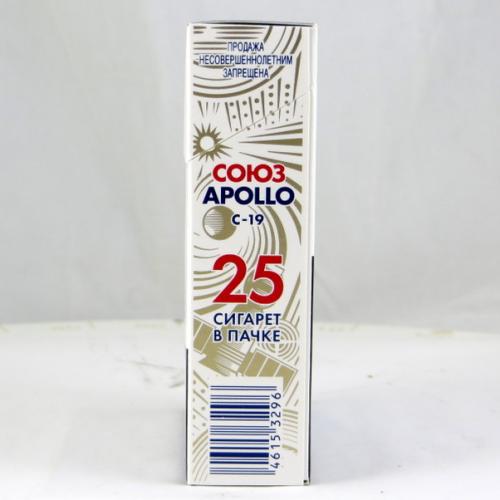 ПРОДАЖА
НЕСОВЕРШЕННОЛЕТНИМ
ЗАПРЕЩЕНА
СОЮЗ
APOLLO
С-19
25
СИГАРЕТ
В ПАЧКЕ
4615 3296